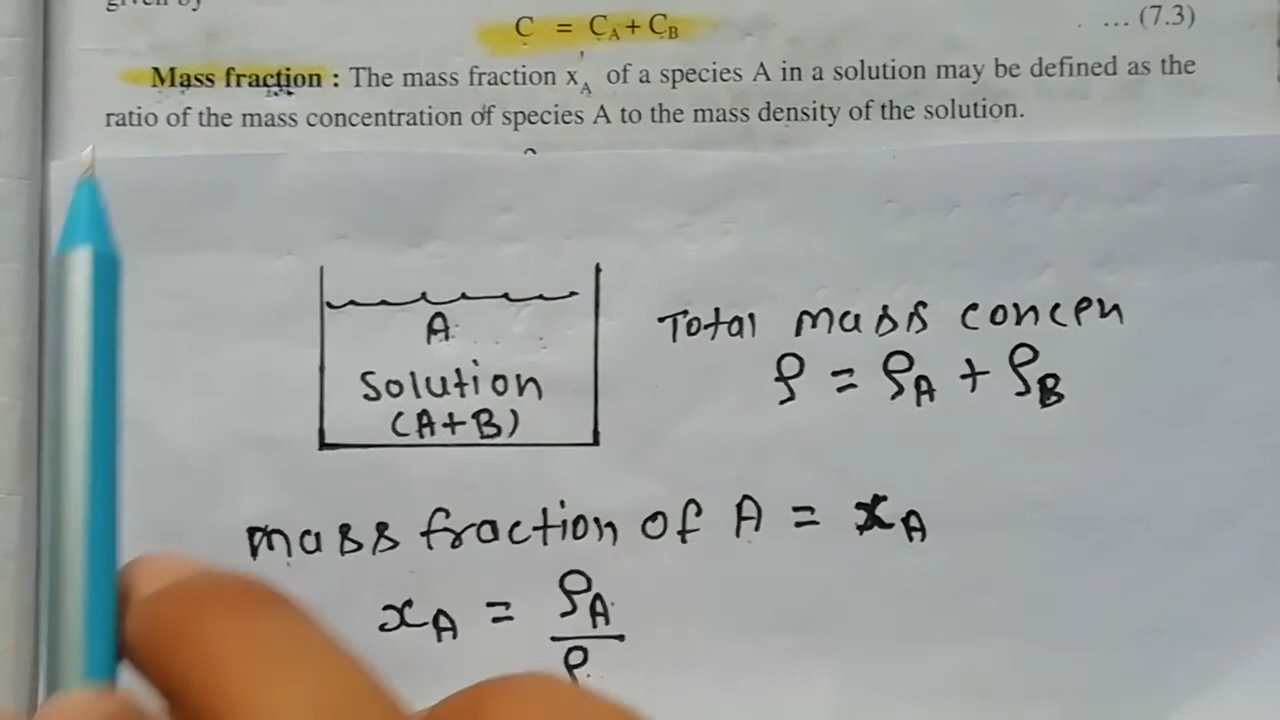 given by
C = C_A + C_B ... (7.3)
Mass fraction : The mass fraction x_A of a species A in a solution may be defined as the
ratio of the mass concentration of species A to the mass density of the solution.
A
Solution
(A+B)
Total mass concen
ρ = ρ_A + ρ_B
mass fraction of A = x_A
x_A = ρ_A / ρ